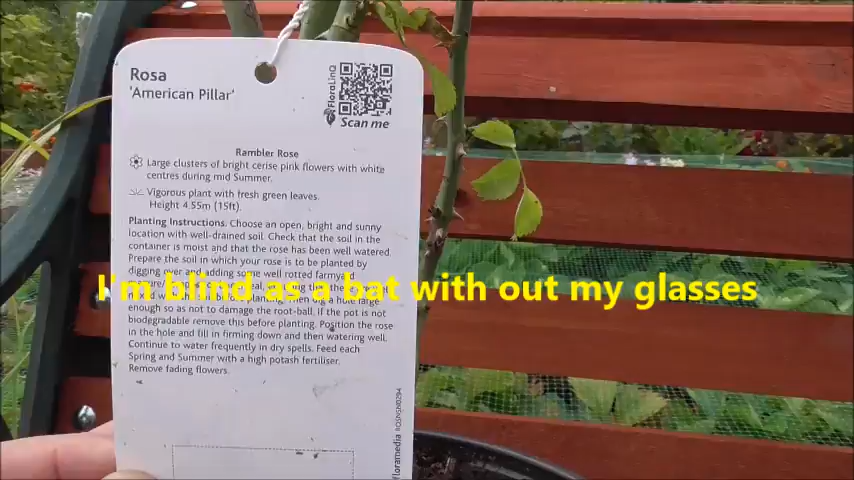 Rosa
'American Pillar'
FloraLinQ
Scan me
Rambler Rose
Large clusters of bright cerise pink flowers with white
centres during mid Summer.
Vigorous plant with fresh green leaves.
Height 4.55m (15ft).
Planting Instructions. Choose an open, bright and sunny
location with well-drained soil. Check that the soil in the
container is moist and that the rose has been well watered.
Prepare the soil in which your rose is to be planted by
digging over and adding some well rotted farmyard
I'm blind as a bat with out my glasses
enough so as not to damage the root-ball. If the pot is not
biodegradable remove this before planting. Position the rose
in the hole and fill in firming down and then watering well.
Continue to water frequently in dry spells. Feed each
Spring and Summer with a high potash fertiliser.
Remove fading flowers.
floramedia